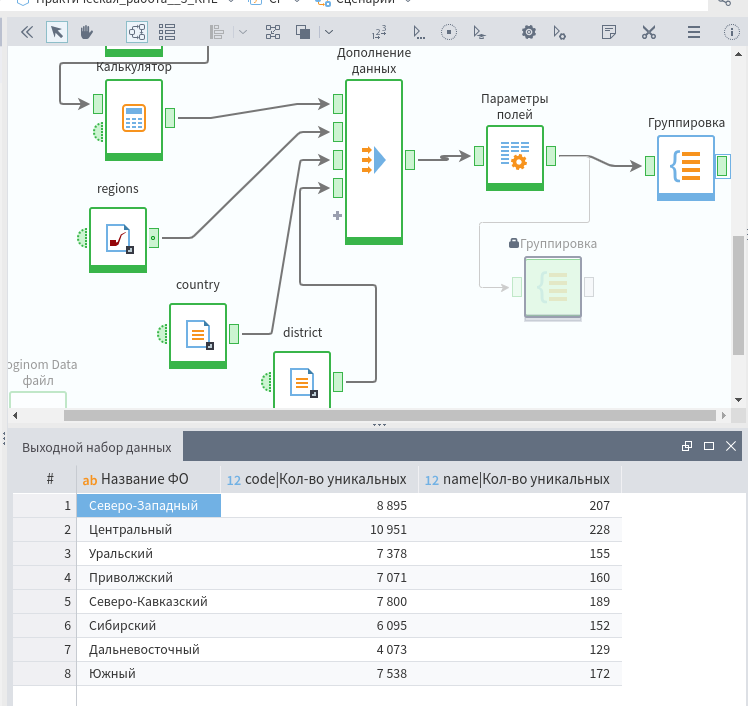 Практическая_работа__3_КНЕ
Сценарий
Калькулятор
Дополнение
данных
Параметры
полей
Группировка
regions
Группировка
country
district
oginom Data
файл
Выходной набор данных
# ab Название ФО 12 code|Кол-во уникальных 12 name|Кол-во уникальных
1 Северо-Западный 8 895 207
2 Центральный 10 951 228
3 Уральский 7 378 155
4 Приволжский 7 071 160
5 Северо-Кавказский 7 800 189
6 Сибирский 6 095 152
7 Дальневосточный 4 073 129
8 Южный 7 538 172